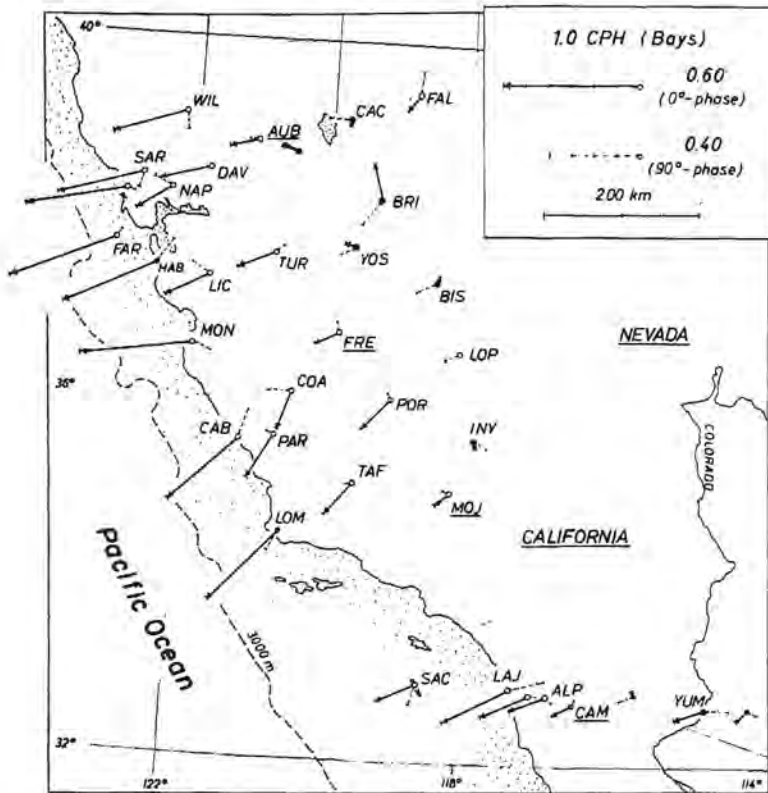 40°
1.0 CPH (Bays)
0.60
(0°-phase)
0.40
(90°-phase)
200 km
WIL
CAC
FAL
AUB
SAR
DAV
NAP
BRI
FAR
HAB
TUR
YOS
LIC
BIS
MON
FRE
NEVADA
LOP
36°
COA
POR
CAB
PAR
INY
COLORADO
TAF
MOJ
LOM
CALIFORNIA
Pacific Ocean
3000 m
SAC
LAJ
ALP
CAM
YUM
32°
122°
118°
114°